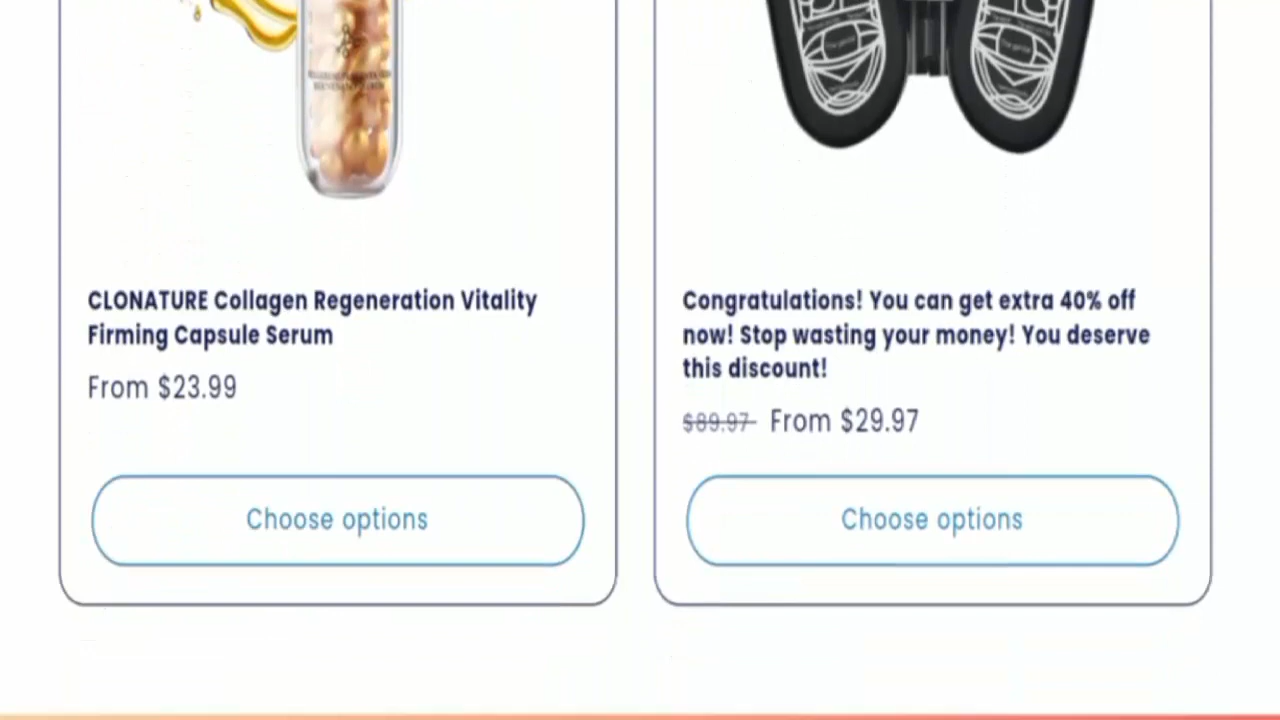 CLONATURE Collagen Regeneration Vitality
Firming Capsule Serum
From $23.99
Choose options
Congratulations! You can get extra 40% off
now! Stop wasting your money! You deserve
this discount!
$89.97 From $29.97
Choose options